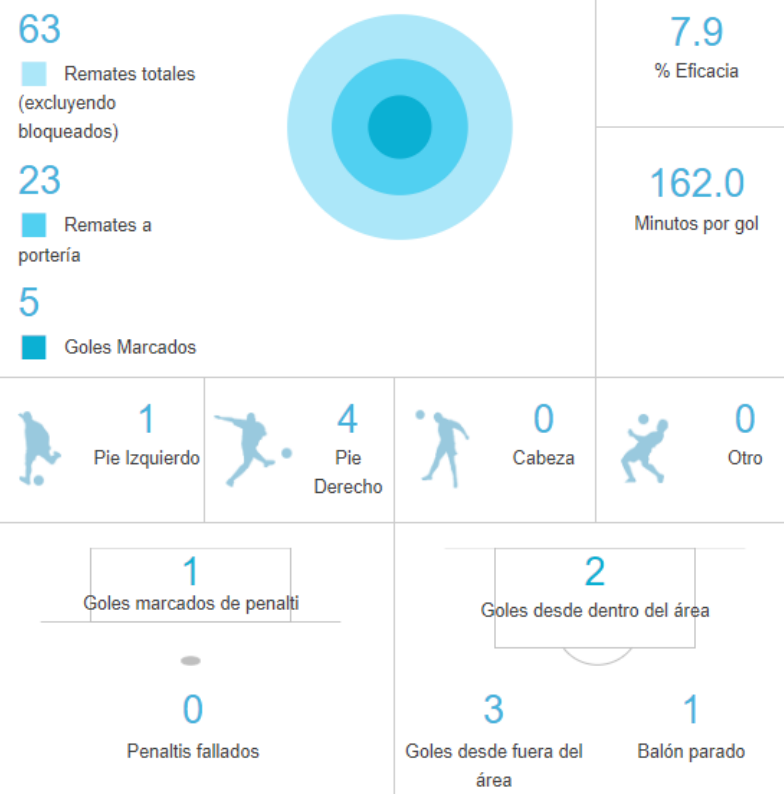 63
Remates totales
(excluyendo
bloqueados)
23
Remates a
portería
5
Goles Marcados
7.9
% Eficacia
162.0
Minutos por gol
1
Pie Izquierdo
4
Pie
Derecho
0
Cabeza
0
Otro
1
Goles marcados de penalti
0
Penaltis fallados
2
Goles desde dentro del área
3
Goles desde fuera del
área
1
Balón parado